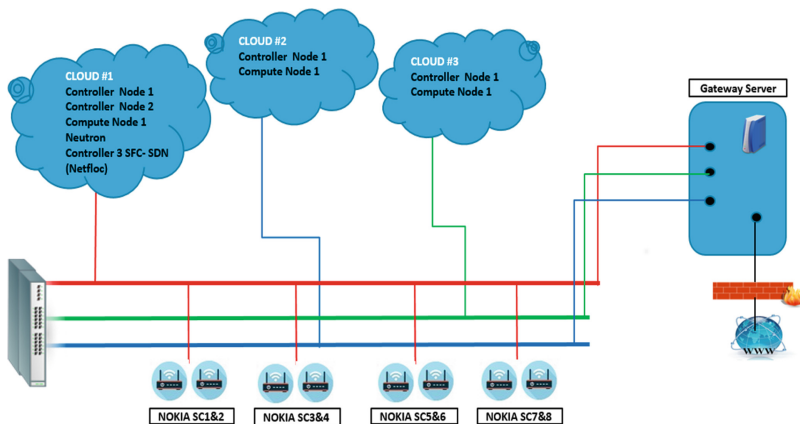 CLOUD #1
Controller Node 1
Controller Node 2
Compute Node 1
Neutron
Controller 3 SFC- SDN
(Netfloc)
CLOUD #2
Controller Node 1
Compute Node 1
CLOUD #3
Controller Node 1
Compute Node 1
Gateway Server
WWW
NOKIA SC1&2
NOKIA SC3&4
NOKIA SC5&6
NOKIA SC7&8